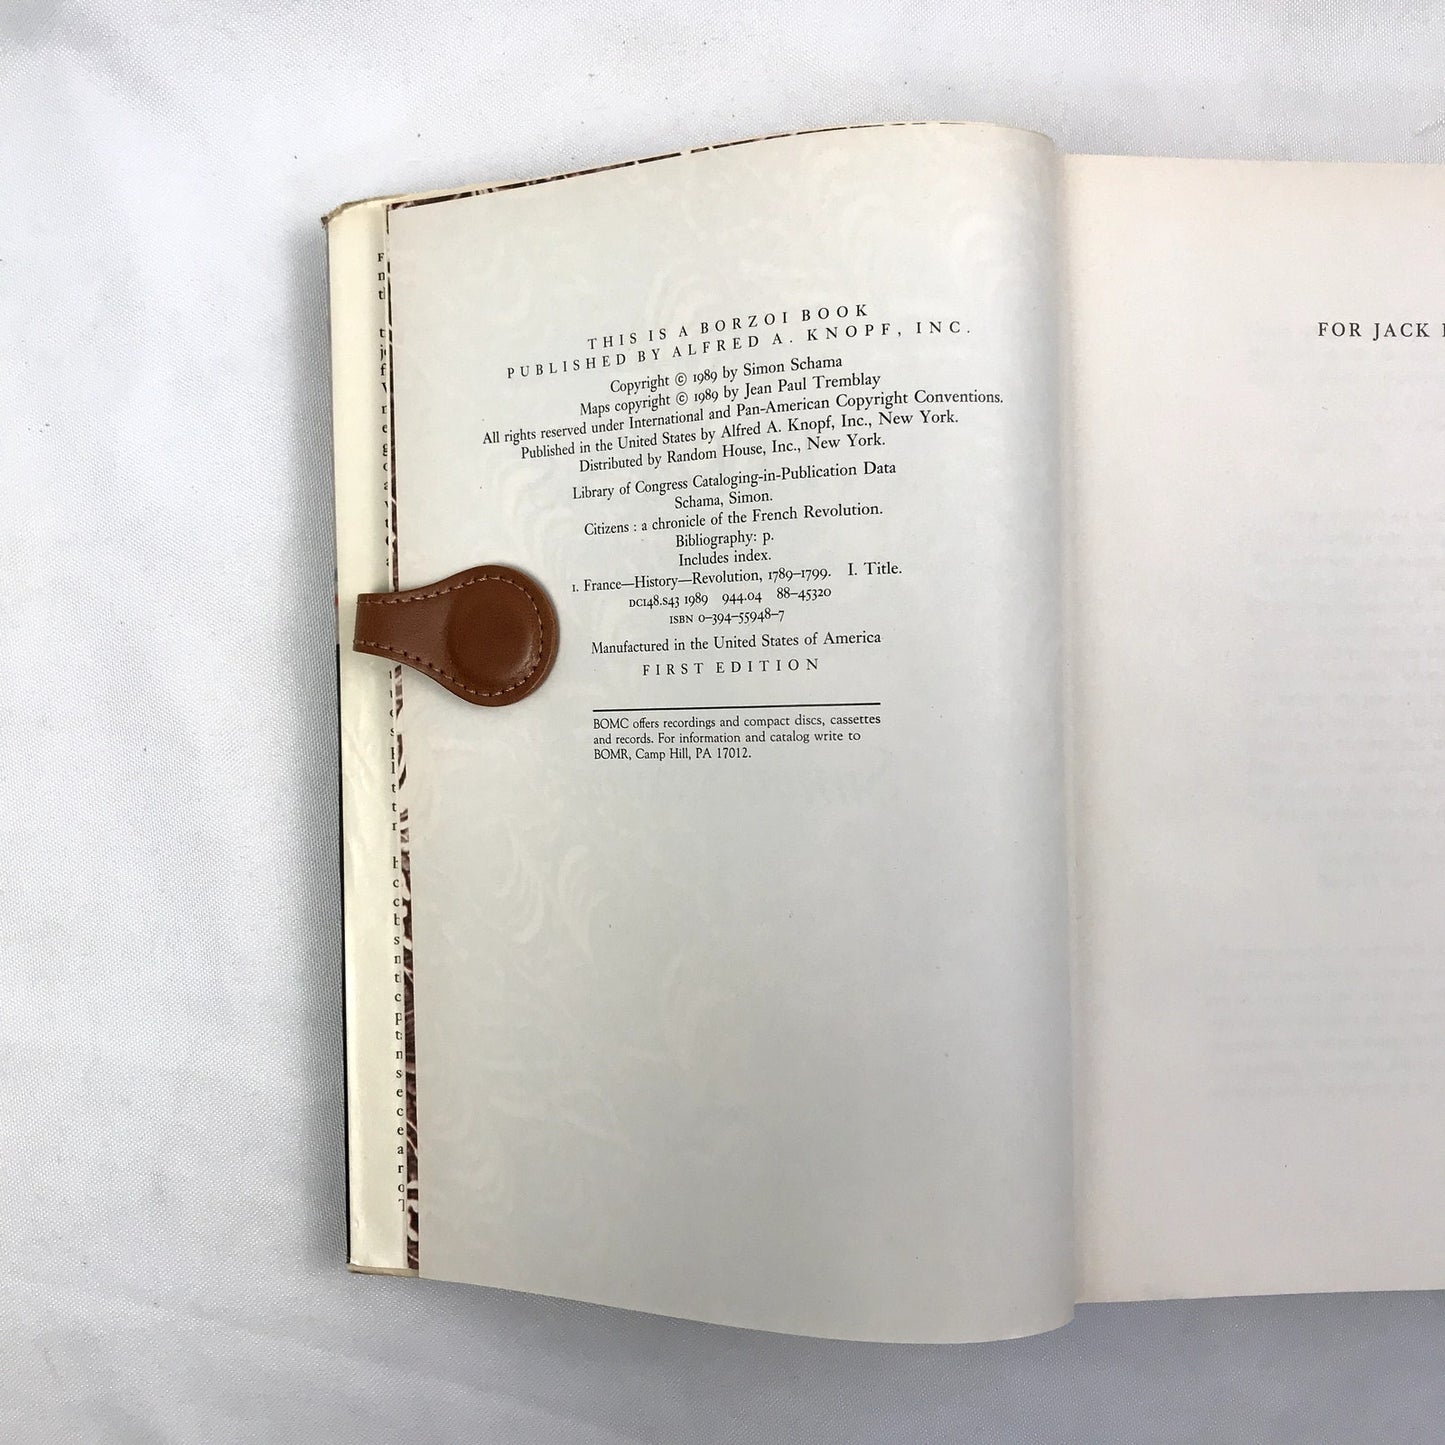 THIS IS A BORZOI BOOK
PUBLISHED BY ALFRED A. KNOPF, INC.
Copyright © 1989 by Simon Schama
Maps copyright © 1989 by Jean Paul Tremblay
All rights reserved under International and Pan-American Copyright Conventions.
Published in the United States by Alfred A. Knopf, Inc., New York.
Distributed by Random House, Inc., New York.
Library of Congress Cataloging-in-Publication Data
Schama, Simon.
Citizens : a chronicle of the French Revolution.
Bibliography: p.
Includes index.
1. France—History—Revolution, 1789–1799. I. Title.
DC148.S43 1989 944.04 88–45320
ISBN 0–394–55948–7
Manufactured in the United States of America
FIRST EDITION
BOMC offers recordings and compact discs, cassettes
and records. For information and catalog write to
BOMR, Camp Hill, PA 17012.
FOR JACK